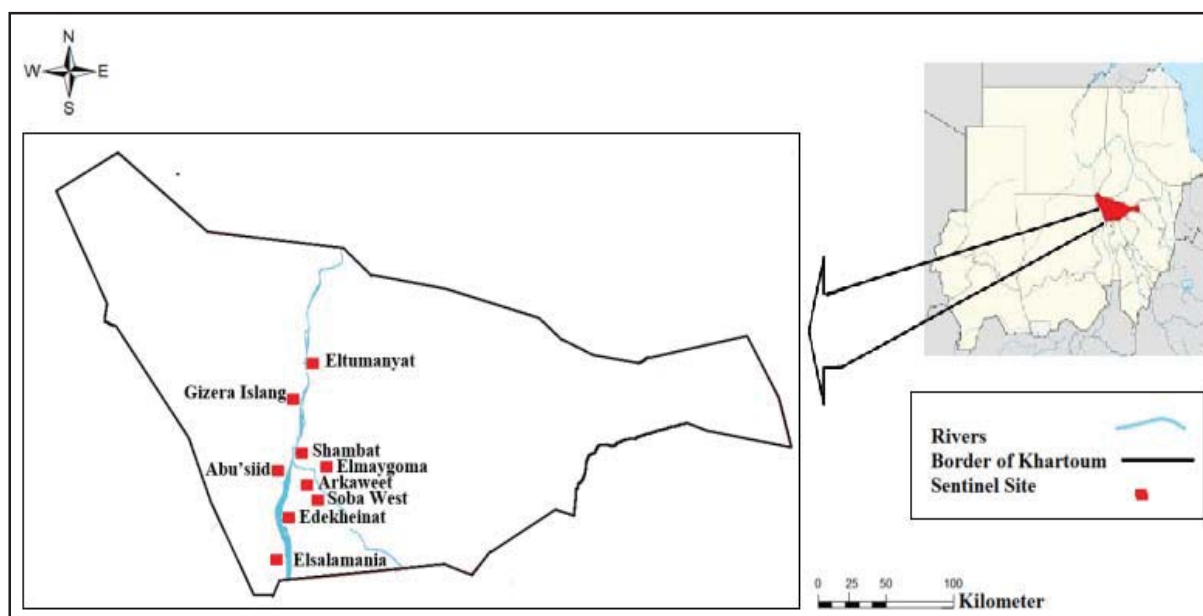 N
W E
S
Eltumanyat
Gizera Islang
Shambat
Elmaygoma
Abu'siid
Arkaweet
Soba West
Edekheinat
Elsalamania
Rivers
Border of Khartoum
Sentinel Site
0 25 50 100
Kilometer